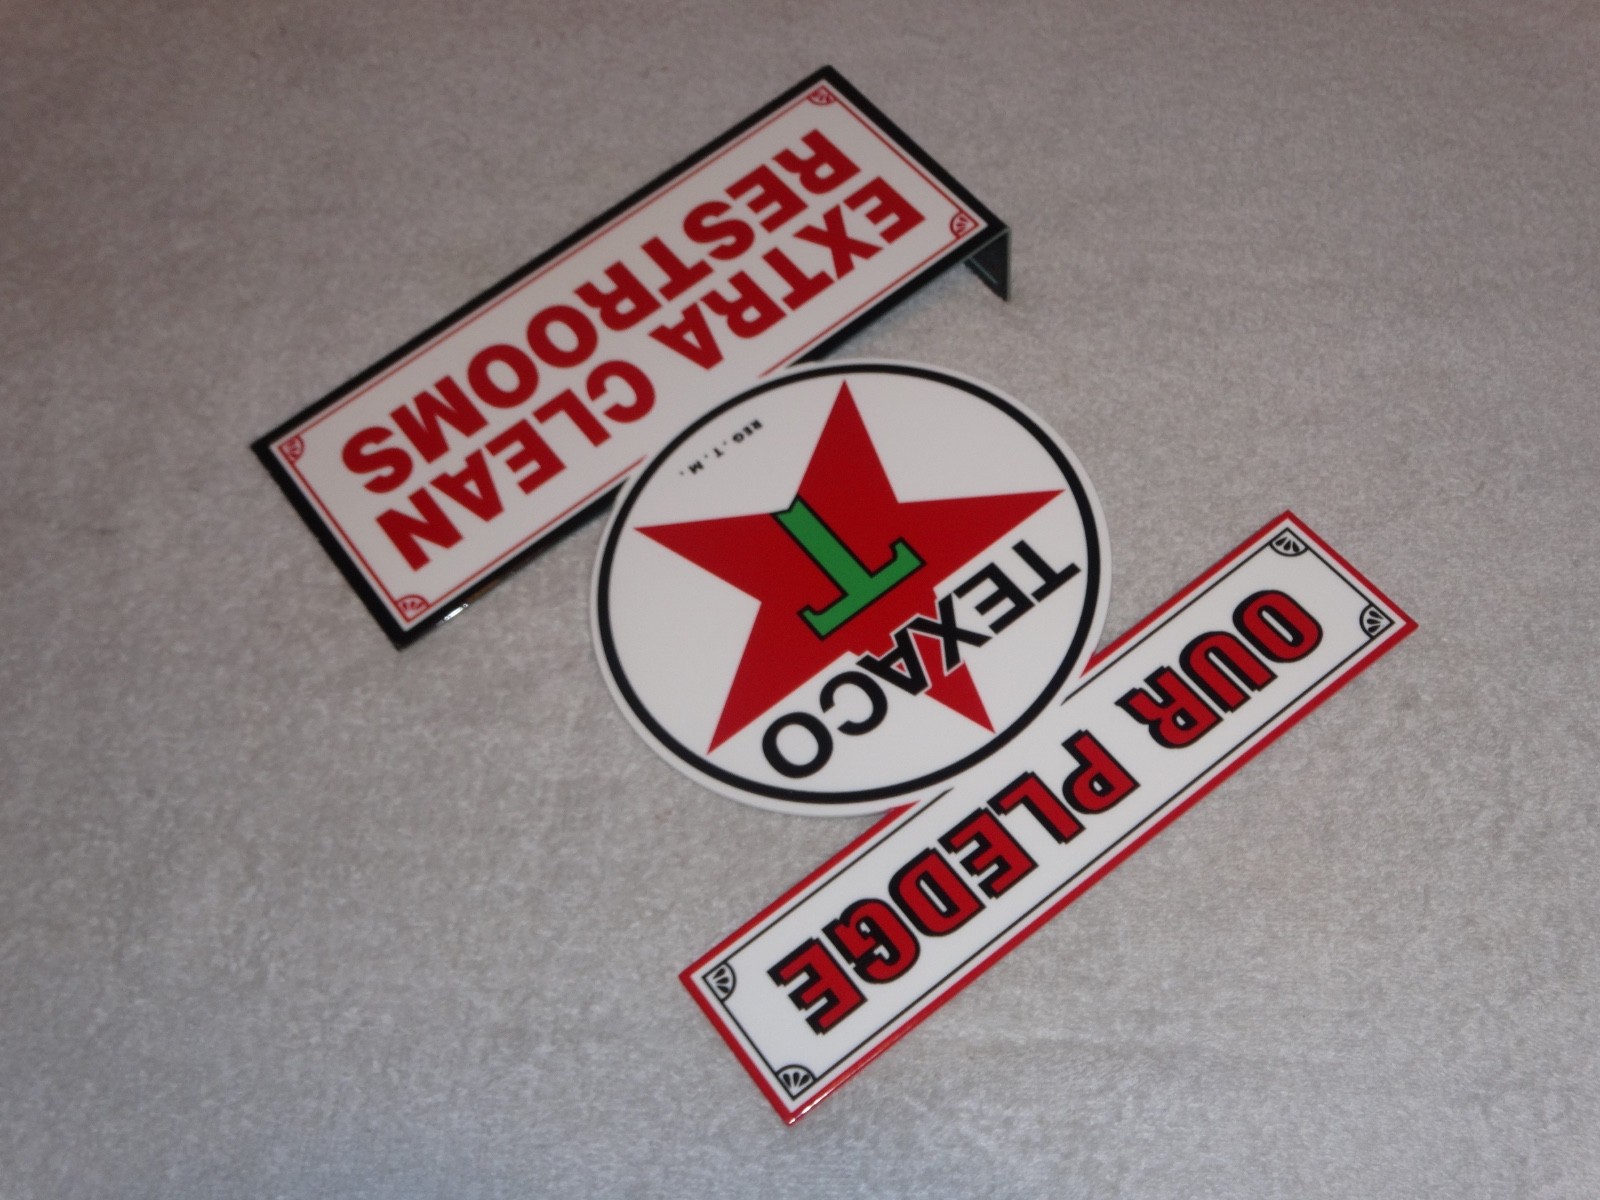 OUR PLEDGE
TEXACO
T
REG. T. M.
EXTRA CLEAN
RESTROOMS